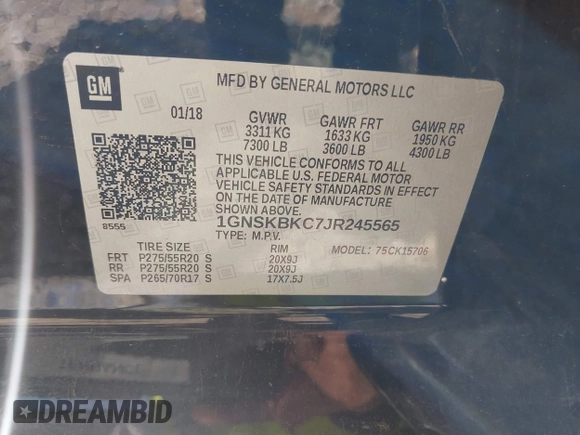 GM
MFD BY GENERAL MOTORS LLC
01/18 GVWR GAWR FRT GAWR RR
3311 KG 1633 KG 1950 KG
7300 LB 3600 LB 4300 LB
THIS VEHICLE CONFORMS TO ALL
APPLICABLE U.S. FEDERAL MOTOR
VEHICLE SAFETY STANDARDS IN EFFECT
ON THE DATE OF MANUFACTURE
SHOWN ABOVE.
8555 1GNSKBKC7JR245565
TYPE: M.P.V. MODEL: 75CK15706
TIRE SIZE RIM
FRT P275/55R20 S 20X9J
RR P275/55R20 S 20X9J
SPA P265/70R17 S 17X7.5J
DREAMBID